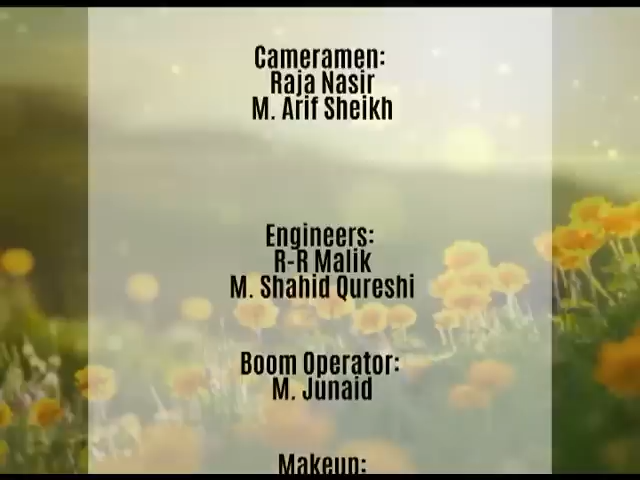 Cameramen:
Raja Nasir
M. Arif Sheikh
Engineers:
R-R Malik
M. Shahid Qureshi
Boom Operator:
M. Junaid
Makeup: